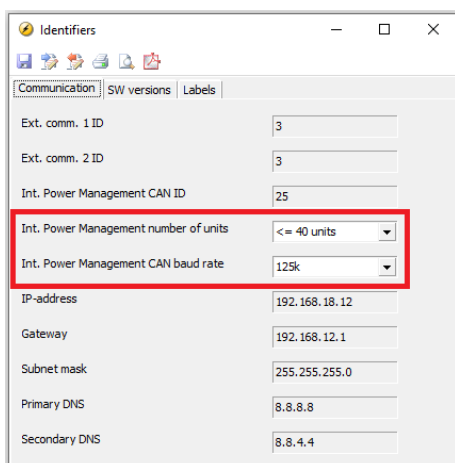 Identifiers
Communication SW versions Labels
Ext. comm. 1 ID 3
Ext. comm. 2 ID 3
Int. Power Management CAN ID 25
Int. Power Management number of units <= 40 units
Int. Power Management CAN baud rate 125k
IP-address 192.168.18.12
Gateway 192.168.12.1
Subnet mask 255.255.255.0
Primary DNS 8.8.8.8
Secondary DNS 8.8.4.4